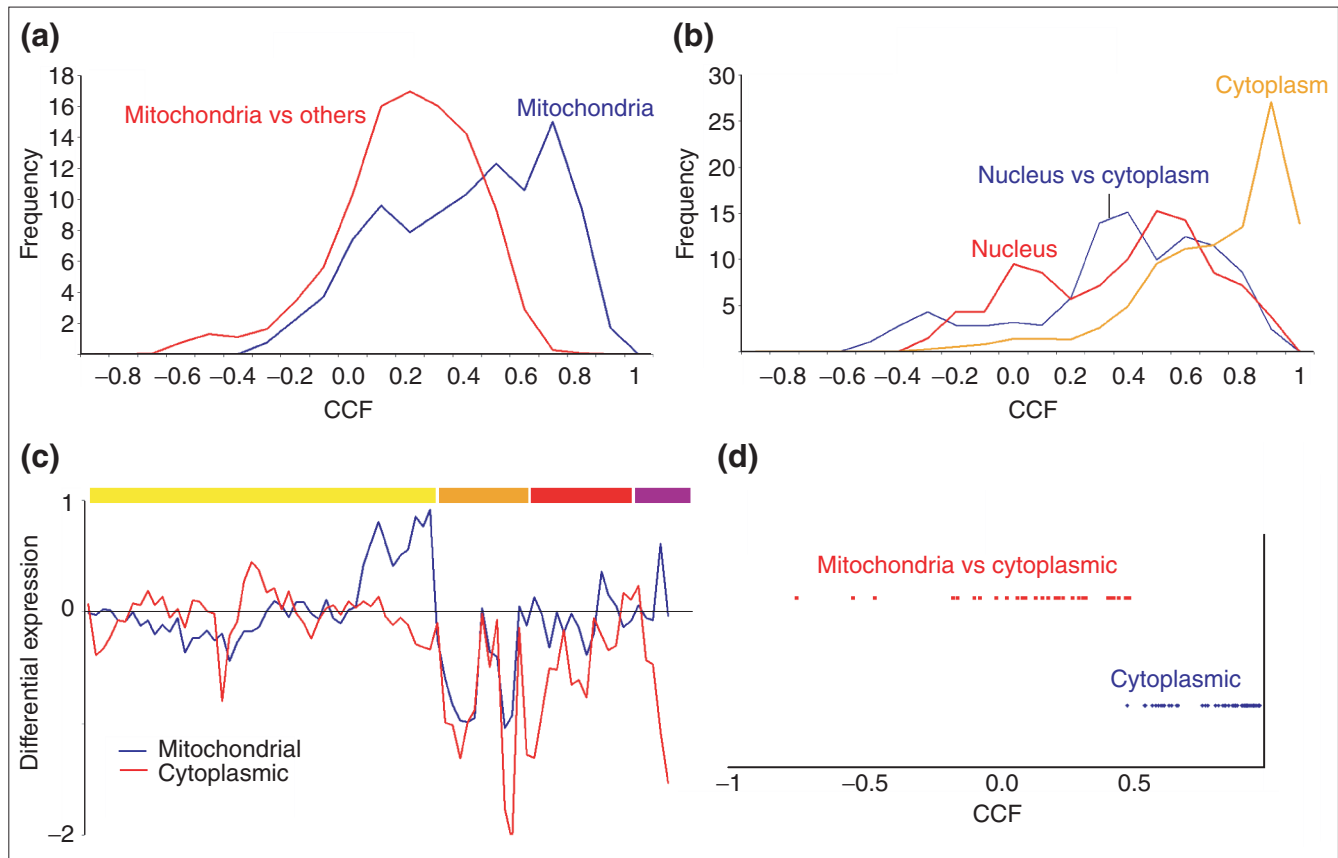 (a)
Frequency
18
16
14
12
10
8
6
4
2
Mitochondria vs others
Mitochondria
−0.8 −0.6 −0.4 −0.2 0.0 0.2 0.4 0.6 0.8 1
CCF
(b)
Frequency
30
25
20
15
10
5
Cytoplasm
Nucleus vs cytoplasm
Nucleus
−0.8 −0.6 −0.4 −0.2 0.0 0.2 0.4 0.6 0.8 1
CCF
(c)
Differential expression
1
0
−2
Mitochondrial
Cytoplasmic
(d)
Mitochondria vs cytoplasmic
Cytoplasmic
−1 −0.5 0.0 0.5
CCF